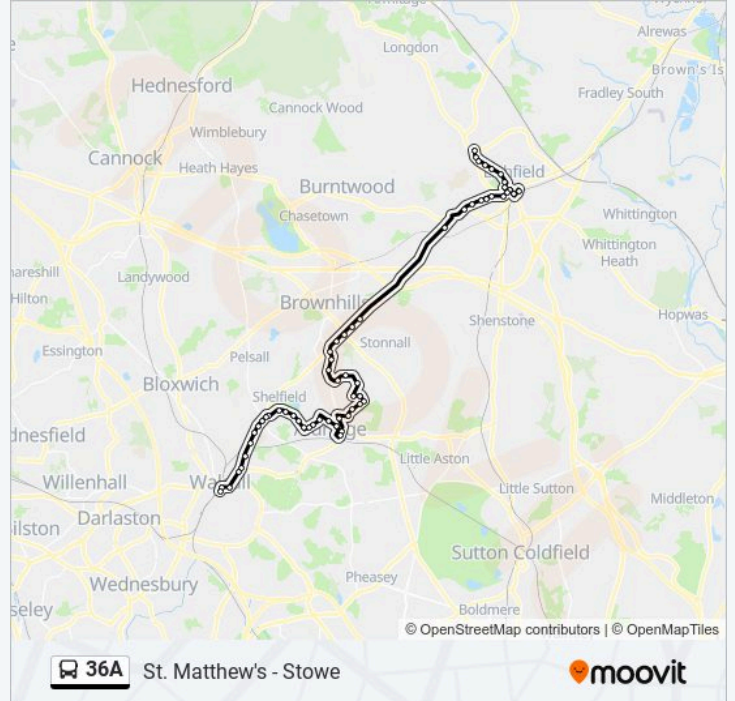 Longdon
Alrewas
Brown's Is
Hednesford
Fradley South
Cannock Wood
Wimblebury
Cannock
Heath Hayes
Burntwood
Chasetown
Whittington
Whittington
Heath
Landywood
Hilton
Brownhills
Hopwas
Shenstone
Stonnall
Essington
Pelsall
Bloxwich
Shelfield
Little Aston
Willenhall
Little Sutton
Darlaston
Middleton
Sutton Coldfield
Wednesbury
Pheasey
Boldmere
© OpenStreetMap contributors | © OpenMapTiles
36A St. Matthew's - Stowe moovit